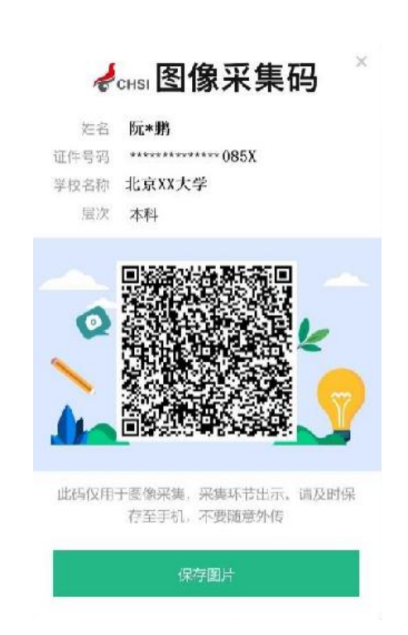 CHSI 图像采集码
×
姓名 阮*鹏
证件号码 **************085X
学校名称 北京XX大学
层次 本科
此码仅用于图像采集，采集环节出示，请及时保
存至手机，不要随意外传
保存图片